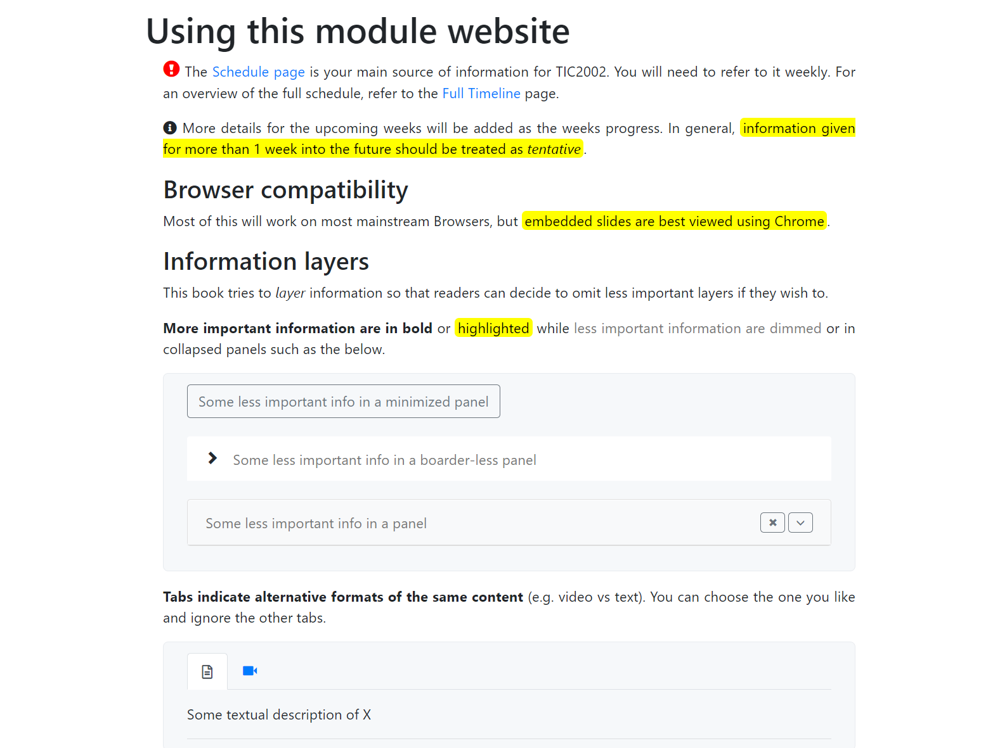 Using this module website
The Schedule page is your main source of information for TIC2002. You will need to refer to it weekly. For
an overview of the full schedule, refer to the Full Timeline page.
More details for the upcoming weeks will be added as the weeks progress. In general, information given
for more than 1 week into the future should be treated as tentative.
Browser compatibility
Most of this will work on most mainstream Browsers, but embedded slides are best viewed using Chrome.
Information layers
This book tries to layer information so that readers can decide to omit less important layers if they wish to.
More important information are in bold or highlighted while less important information are dimmed or in
collapsed panels such as the below.
Some less important info in a minimized panel
Some less important info in a boarder-less panel
Some less important info in a panel
Tabs indicate alternative formats of the same content (e.g. video vs text). You can choose the one you like
and ignore the other tabs.
Some textual description of X